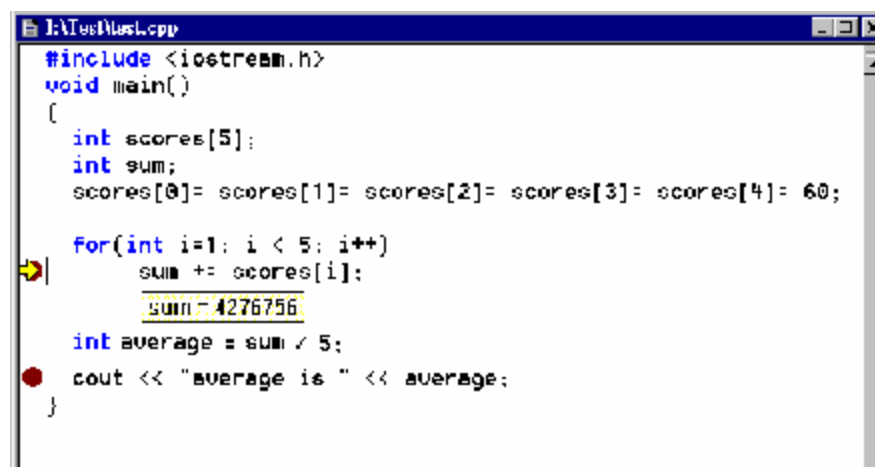 I:\Test\test.cpp
#include <iostream.h>
void main()
{
int scores[5];
int sum;
scores[0]= scores[1]= scores[2]= scores[3]= scores[4]= 60;
for(int i=1; i < 5; i++)
sum += scores[i];
sum = 4276756
int average = sum / 5;
cout << "average is " << average;
}